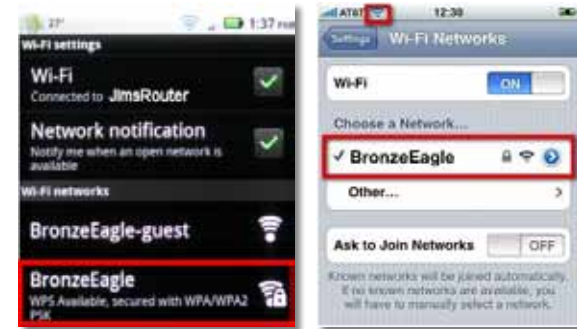 27° 1:37 PM
Wi-Fi settings
Wi-Fi
Connected to JimsRouter
Network notification
Notify me when an open network is
available
Wi-Fi networks
BronzeEagle-guest
BronzeEagle
WPS Available, secured with WPA/WPA2
PSK
AT&T 12:30
Settings Wi-Fi Networks
Wi-Fi ON
Choose a Network...
✓ BronzeEagle
Other...
Ask to Join Networks OFF
Known networks will be joined automatically.
If no known networks are available, you
will have to manually select a network.